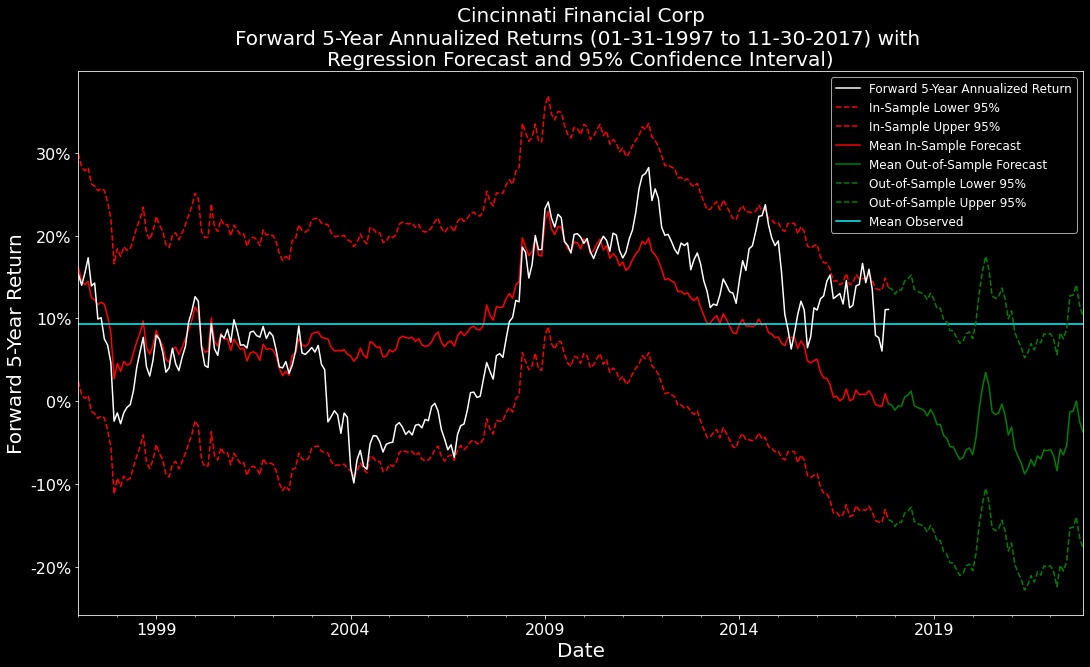 Cincinnati Financial Corp
Forward 5-Year Annualized Returns (01-31-1997 to 11-30-2017) with
Regression Forecast and 95% Confidence Interval)
Forward 5-Year Annualized Return
In-Sample Lower 95%
In-Sample Upper 95%
Mean In-Sample Forecast
Mean Out-of-Sample Forecast
Out-of-Sample Lower 95%
Out-of-Sample Upper 95%
Mean Observed
Forward 5-Year Return
30%
20%
10%
0%
-10%
-20%
1999 2004 2009 2014 2019
Date